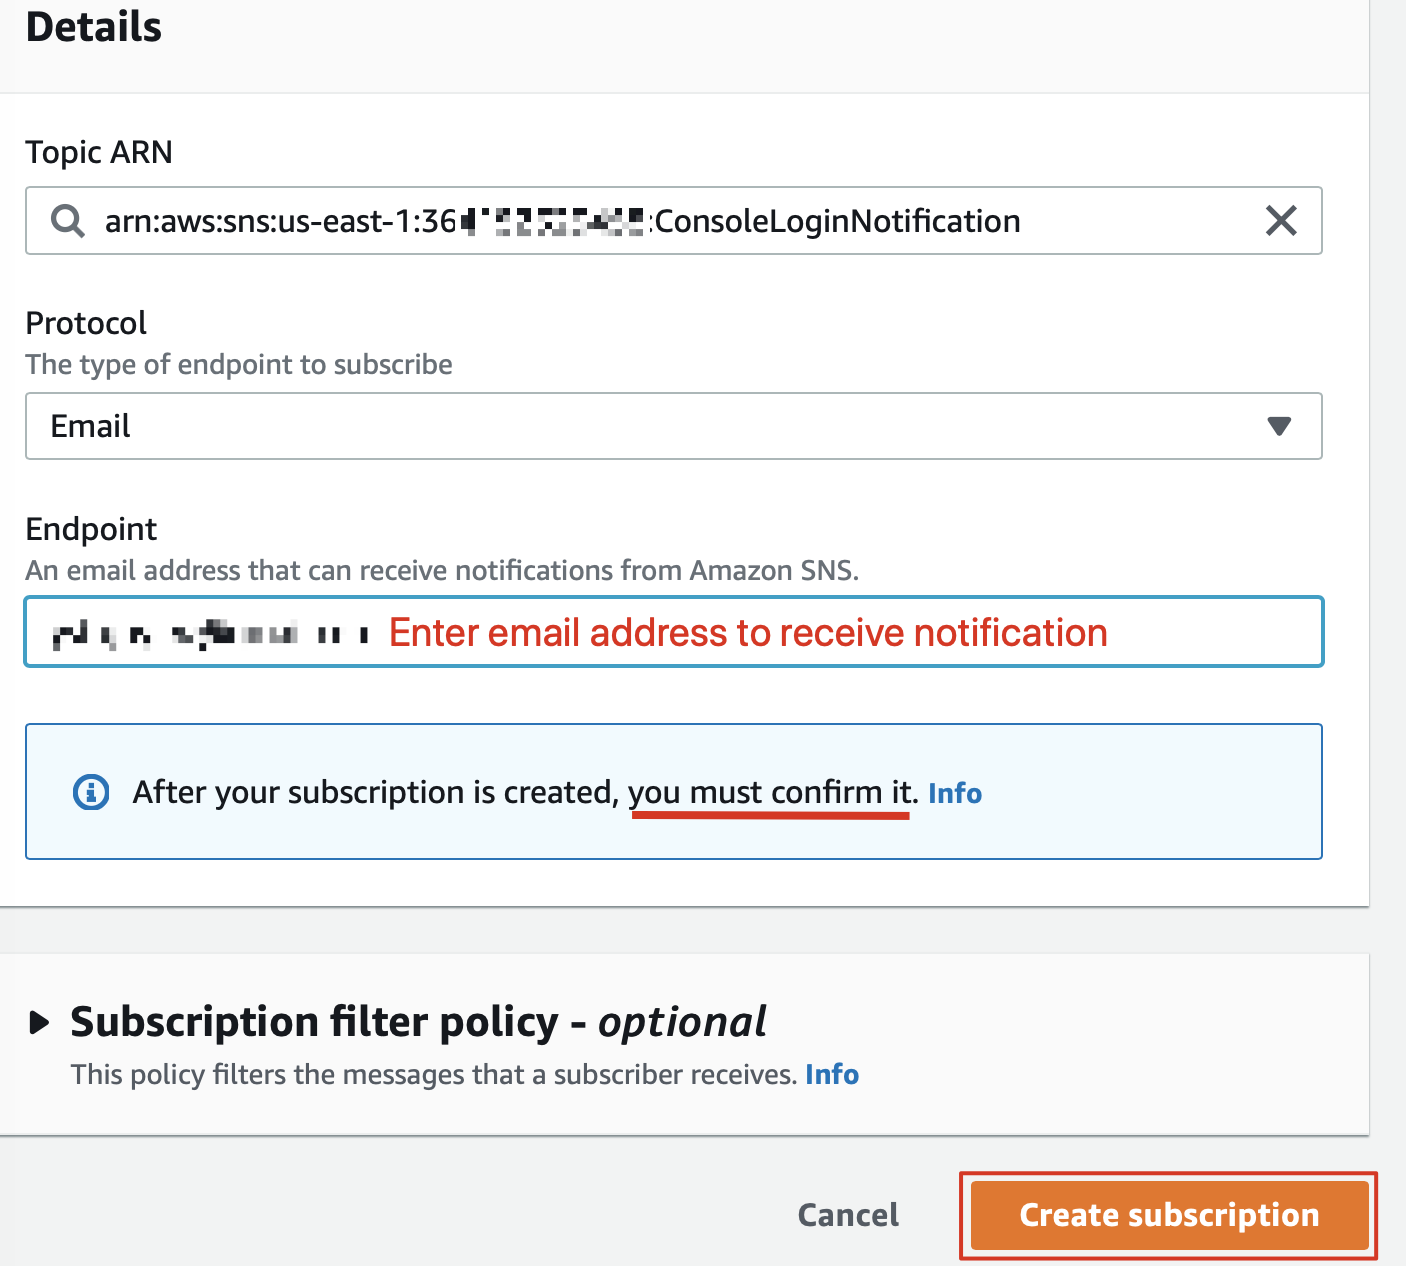 Details
Topic ARN
arn:aws:sns:us-east-1:36 :ConsoleLoginNotification
Protocol
The type of endpoint to subscribe
Email
Endpoint
An email address that can receive notifications from Amazon SNS.
Enter email address to receive notification
After your subscription is created, you must confirm it. Info
Subscription filter policy - optional
This policy filters the messages that a subscriber receives. Info
Cancel
Create subscription